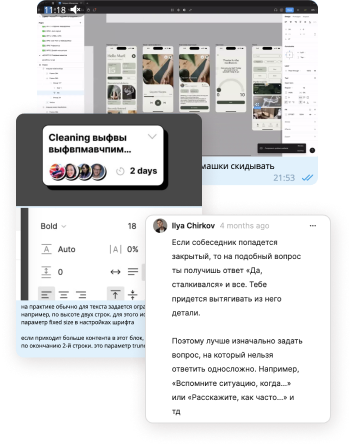 11:18
машки скидывать
21:53
Cleaning выфвы
выфвпмавчпим...
2 days
Bold
18
Auto
|A| 0%
0
на практике обычно для текста задается огра
например, по высоте двух строк. для этого ис
параметр fixed size в настройках шрифта
если приходит больше контента в этот блок,
по окончанию 2-й строки. это параметр trunc
Ilya Chirkov 4 months ago
Если собеседник попадется
закрытый, то на подобный вопрос
ты получишь ответ «Да,
сталкивался» и все. Тебе
придется вытягивать из него
детали.
Поэтому лучше изначально задать
вопрос, на который нельзя
ответить односложно. Например,
«Вспомните ситуацию, когда...»
или «Расскажите, как часто...» и
тд